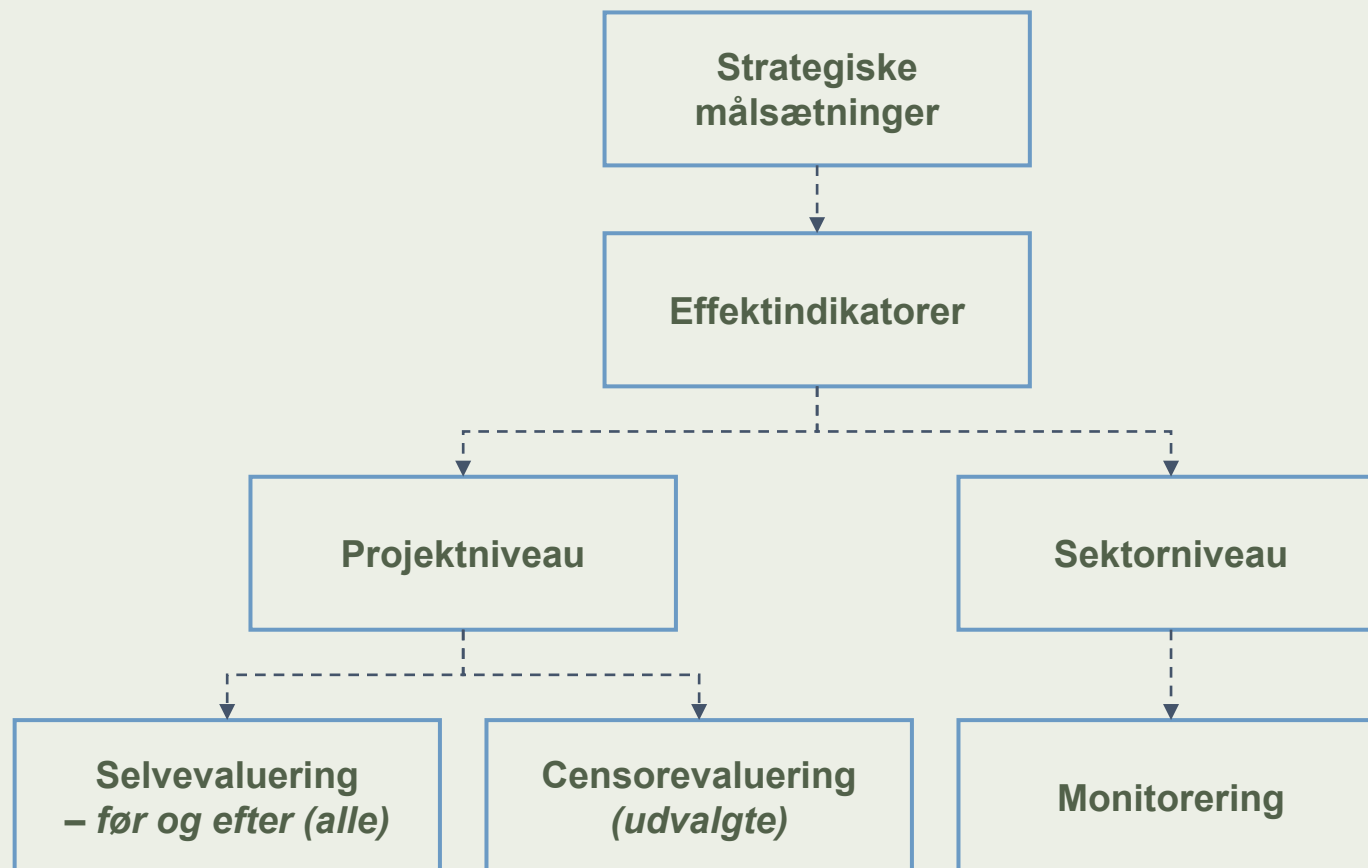 Strategiske
målsætninger
Effektindikatorer
Projektniveau
Sektorniveau
Selvevaluering
– før og efter (alle)
Censorevaluering
(udvalgte)
Monitorering